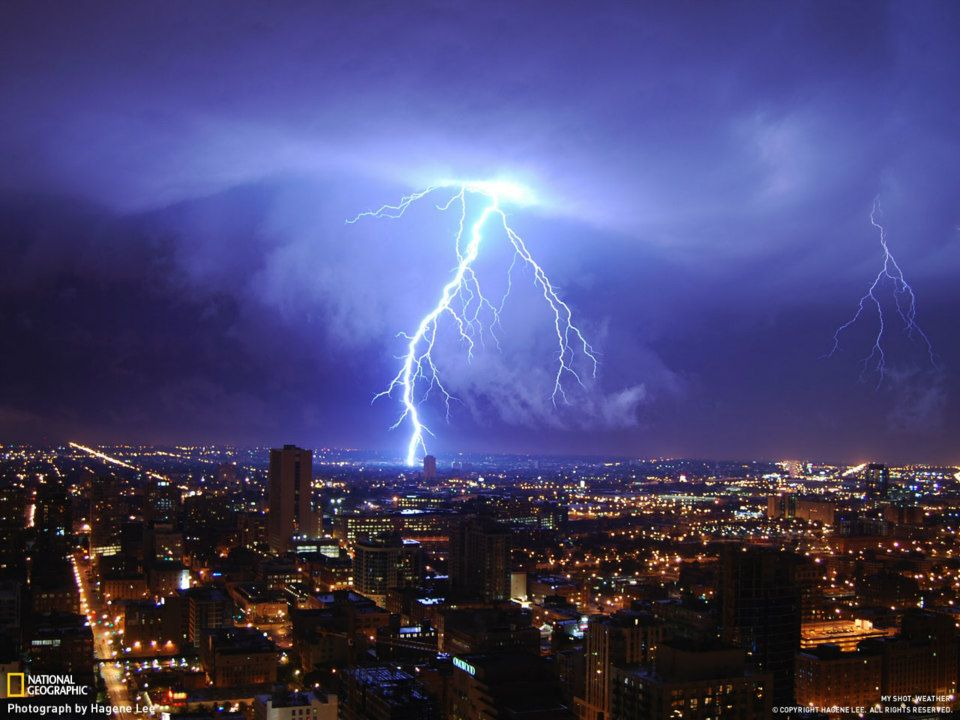 NATIONAL
GEOGRAPHIC
Photograph by Hagene Lee
MY SHOT, WEATHER
© COPYRIGHT HAGENE LEE. ALL RIGHTS RESERVED.